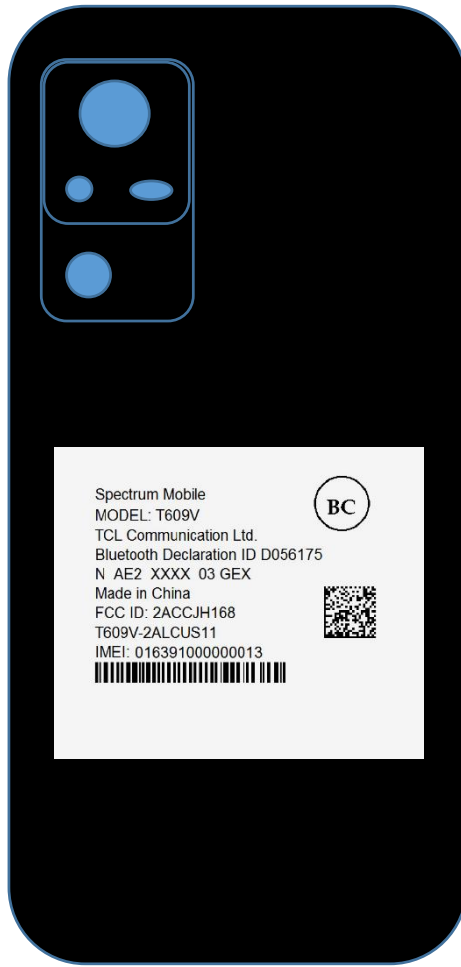 Spectrum Mobile
BC
MODEL: T609V
TCL Communication Ltd.
Bluetooth Declaration ID D056175
N AE2 XXXX 03 GEX
Made in China
FCC ID: 2ACCJH168
T609V-2ALCUS11
IMEI: 016391000000013